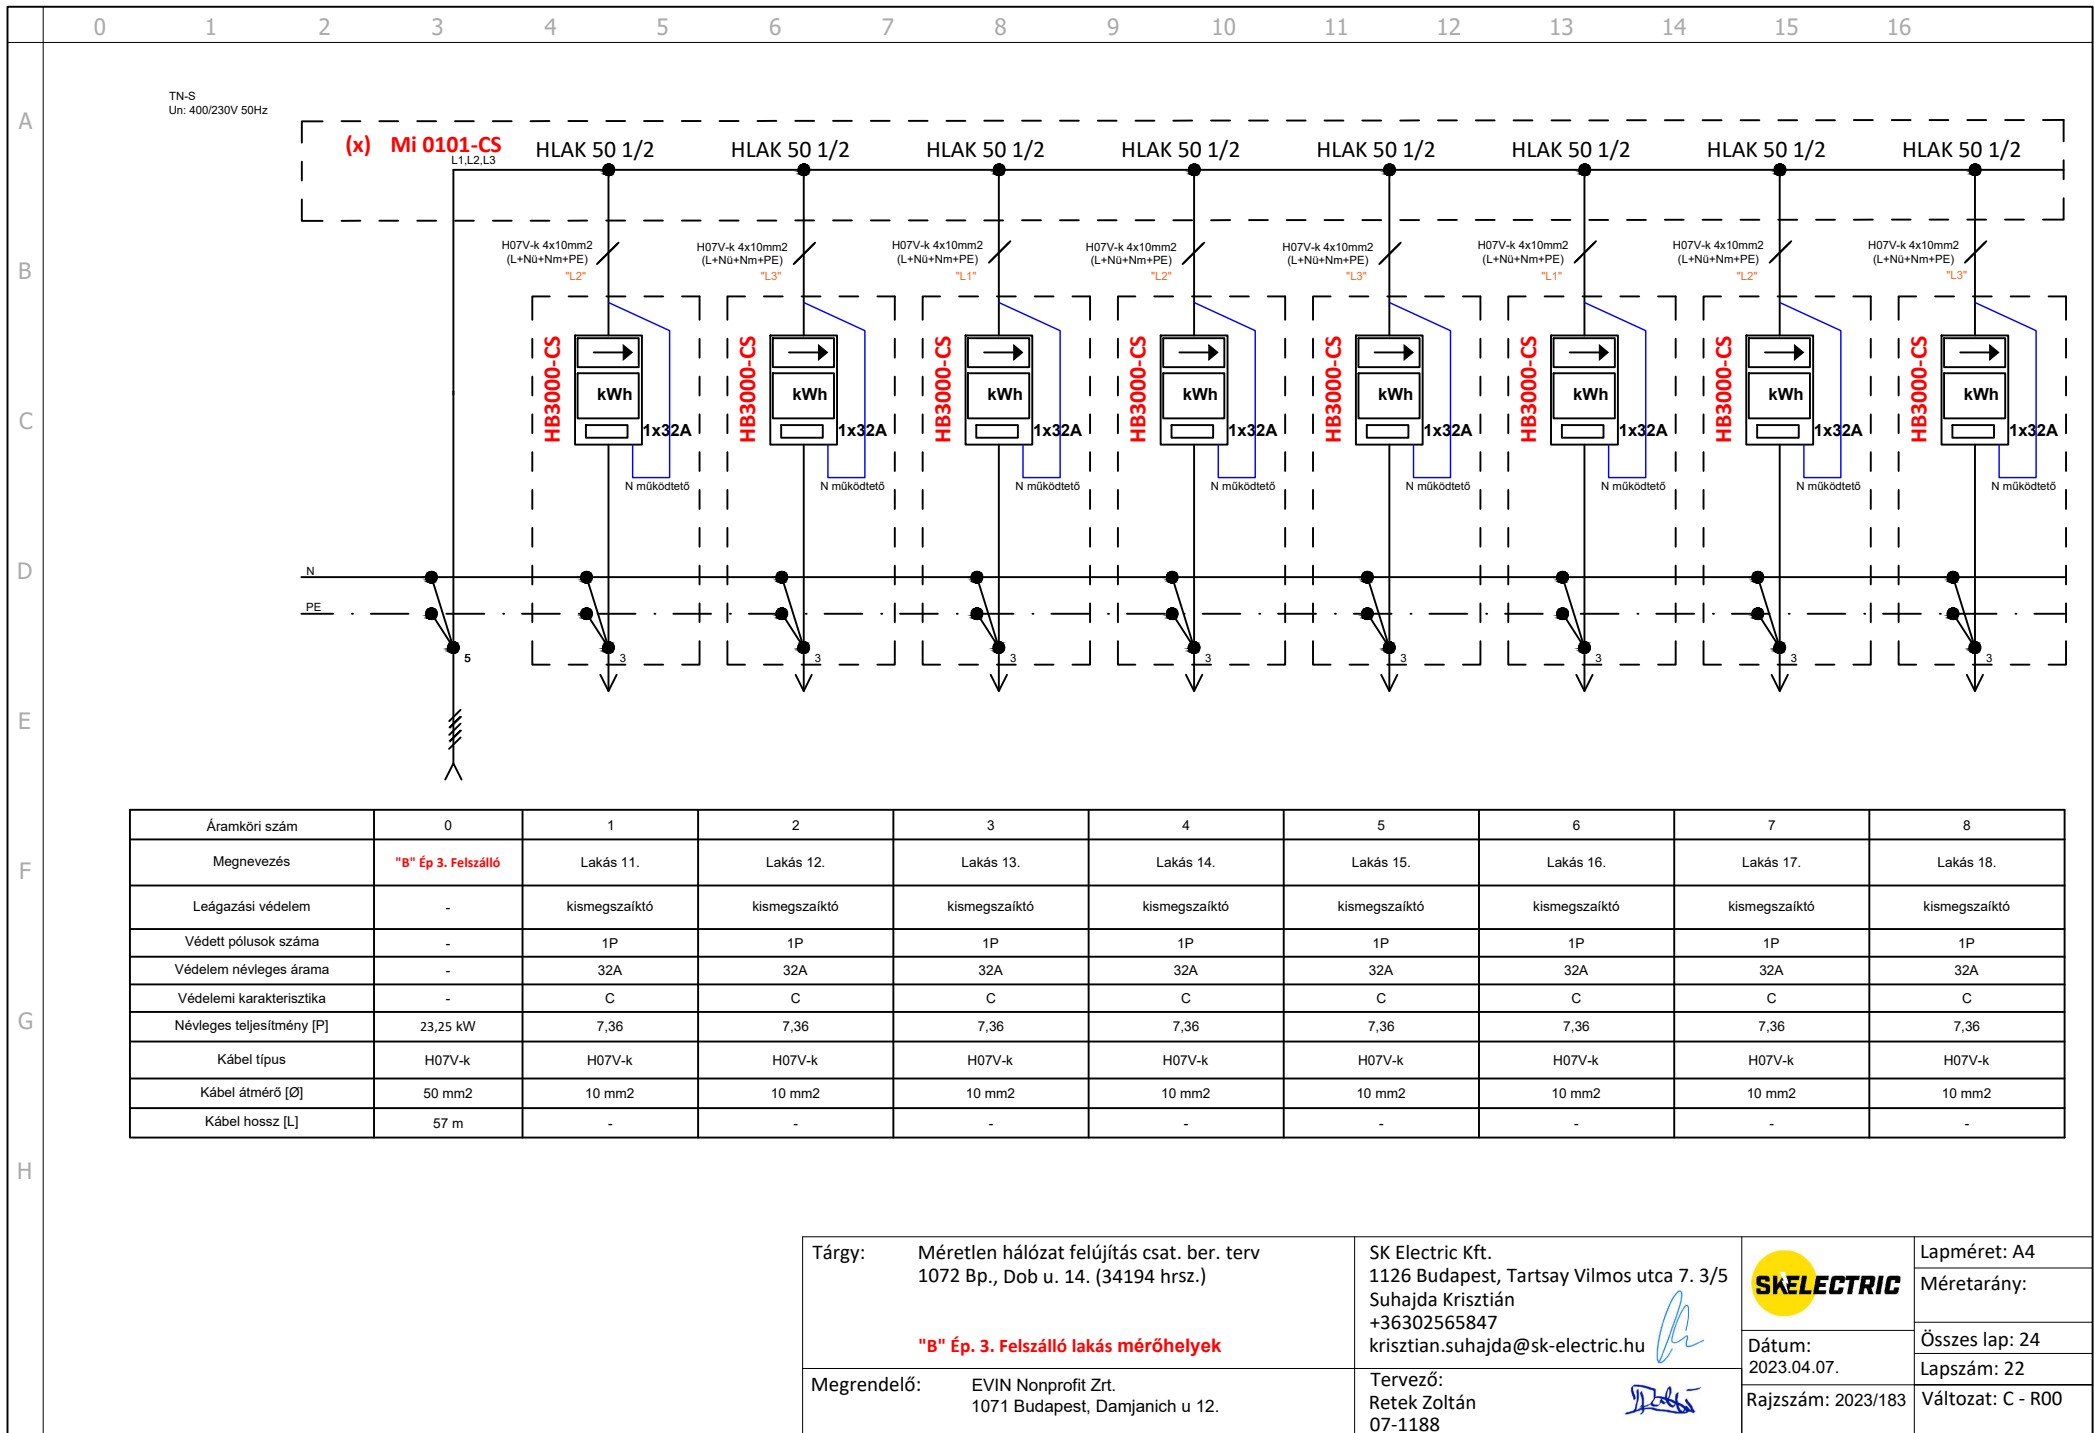 0 1 2 3 4 5 6 7 8 9 10 11 12 13 14 15 16
A
B
C
D
E
F
G
H
TN-S
Un: 400/230V 50Hz
(x) Mi 0101-CS
L1,L2,L3
HLAK 50 1/2 HLAK 50 1/2 HLAK 50 1/2 HLAK 50 1/2 HLAK 50 1/2 HLAK 50 1/2 HLAK 50 1/2 HLAK 50 1/2
H07V-k 4x10mm2 H07V-k 4x10mm2 H07V-k 4x10mm2 H07V-k 4x10mm2 H07V-k 4x10mm2 H07V-k 4x10mm2 H07V-k 4x10mm2 H07V-k 4x10mm2
(L+Nü+Nm+PE) (L+Nü+Nm+PE) (L+Nü+Nm+PE) (L+Nü+Nm+PE) (L+Nü+Nm+PE) (L+Nü+Nm+PE) (L+Nü+Nm+PE) (L+Nü+Nm+PE)
"L2" "L3" "L1" "L2" "L3" "L1" "L2" "L3"
HB3000-CS HB3000-CS HB3000-CS HB3000-CS HB3000-CS HB3000-CS HB3000-CS HB3000-CS
kWh kWh kWh kWh kWh kWh kWh kWh
1x32A 1x32A 1x32A 1x32A 1x32A 1x32A 1x32A 1x32A
N működtető N működtető N működtető N működtető N működtető N működtető N működtető N működtető
N
PE
5 3 3 3 3 3 3 3 3
Áramköri szám 0 1 2 3 4 5 6 7 8
Megnevezés "B" Ép 3. Felszálló Lakás 11. Lakás 12. Lakás 13. Lakás 14. Lakás 15. Lakás 16. Lakás 17. Lakás 18.
Leágazási védelem - kismegszaíktó kismegszaíktó kismegszaíktó kismegszaíktó kismegszaíktó kismegszaíktó kismegszaíktó kismegszaíktó
Védett pólusok száma - 1P 1P 1P 1P 1P 1P 1P 1P
Védelem névleges árama - 32A 32A 32A 32A 32A 32A 32A 32A
Védelemi karakterisztika - C C C C C C C C
Névleges teljesítmény [P] 23,25 kW 7,36 7,36 7,36 7,36 7,36 7,36 7,36 7,36
Kábel típus H07V-k H07V-k H07V-k H07V-k H07V-k H07V-k H07V-k H07V-k H07V-k
Kábel átmérő [Ø] 50 mm2 10 mm2 10 mm2 10 mm2 10 mm2 10 mm2 10 mm2 10 mm2 10 mm2
Kábel hossz [L] 57 m - - - - - - - -
Tárgy: Méretlen hálózat felújítás csat. ber. terv
1072 Bp., Dob u. 14. (34194 hrsz.)
"B" Ép. 3. Felszálló lakás mérőhelyek
Megrendelő: EVIN Nonprofit Zrt.
1071 Budapest, Damjanich u 12.
SK Electric Kft.
1126 Budapest, Tartsay Vilmos utca 7. 3/5
Suhajda Krisztián
+36302565847
krisztian.suhajda@sk-electric.hu
Tervező:
Retek Zoltán
07-1188
SKELECTRIC
Dátum:
2023.04.07.
Rajzszám: 2023/183
Lapméret: A4
Méretarány:
Összes lap: 24
Lapszám: 22
Változat: C - R00